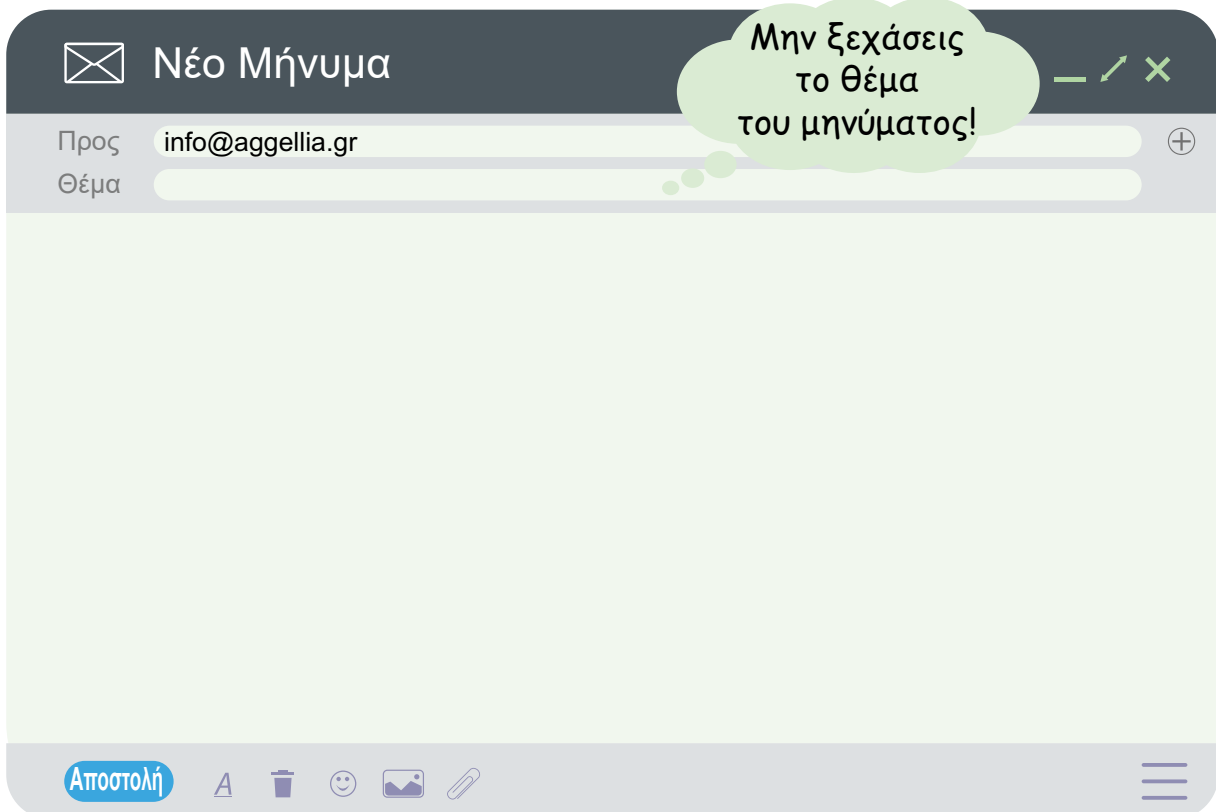 Νέο Μήνυμα
Μην ξεχάσεις
το θέμα
του μηνύματος!
Προς info@aggellia.gr
Θέμα
Αποστολή A